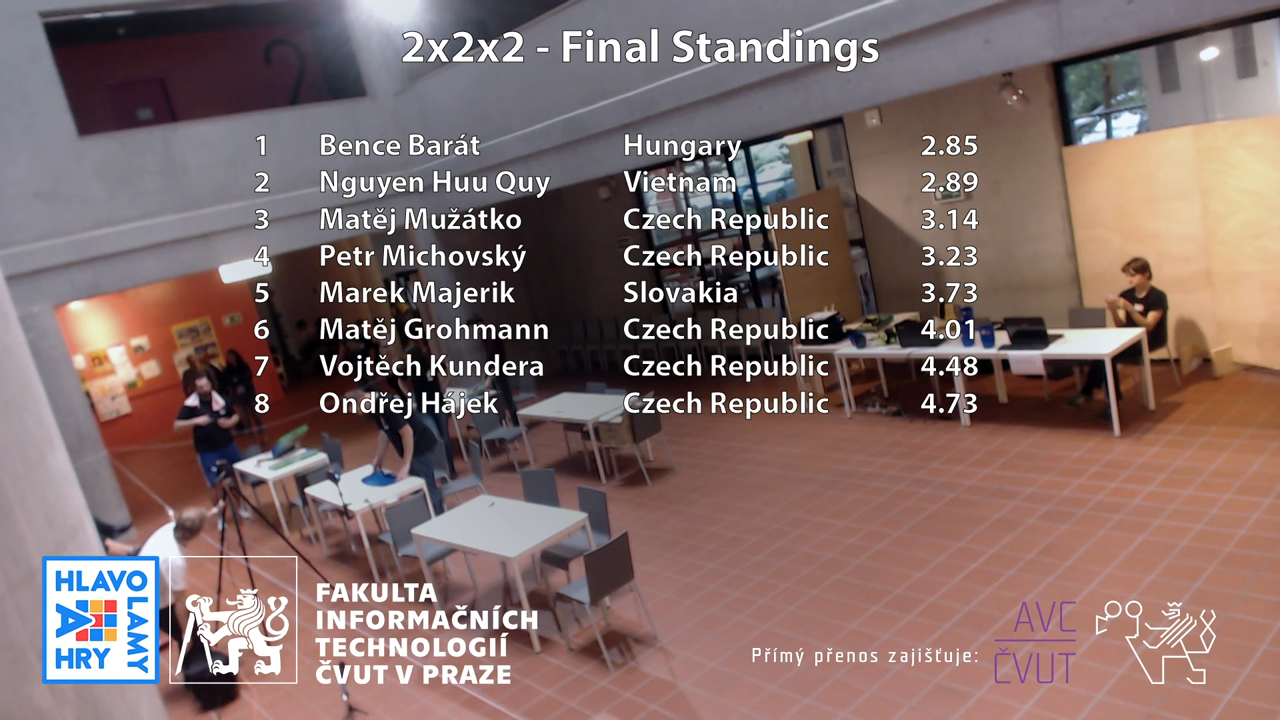 2x2x2 - Final Standings
1 Bence Barát Hungary 2.85
2 Nguyen Huu Quy Vietnam 2.89
3 Matěj Mužátko Czech Republic 3.14
4 Petr Michovský Czech Republic 3.23
5 Marek Majerik Slovakia 3.73
6 Matěj Grohmann Czech Republic 4.01
7 Vojtěch Kundera Czech Republic 4.48
8 Ondřej Hájek Czech Republic 4.73
HLAVO
LAMY
A
HRY
FAKULTA
INFORMAČNÍCH
TECHNOLOGIÍ
ČVUT V PRAZE
Přímý přenos zajišťuje:
AVC
ČVUT